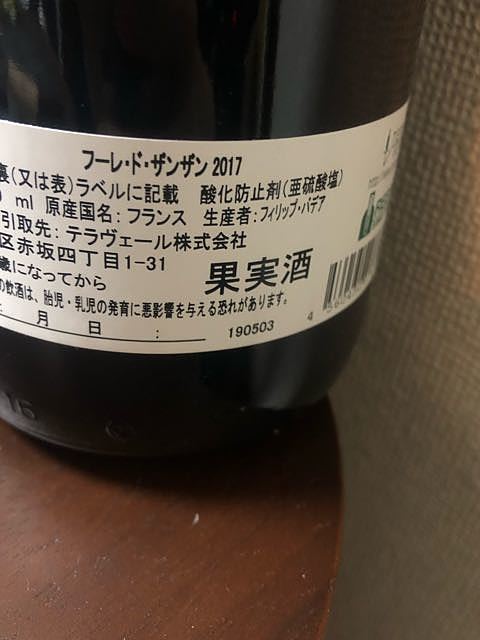 フーレ・ド・ザンザン 2017
裏(又は表)ラベルに記載 酸化防止剤(亜硫酸塩)
ml 原産国名:フランス 生産者:フィリップ・パデア
引取先:テラヴェール株式会社
区赤坂四丁目1-31
歳になってから
果実酒
の飲酒は、胎児・乳児の発育に悪影響を与える恐れがあります。
月 日 :
190503
4
16